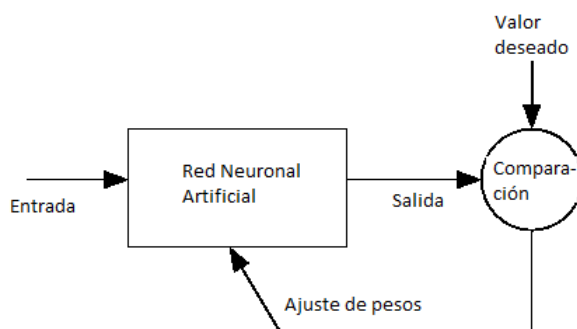 Valor
deseado
Red Neuronal
Artificial
Compara-
ción
Entrada
Salida
Ajuste de pesos